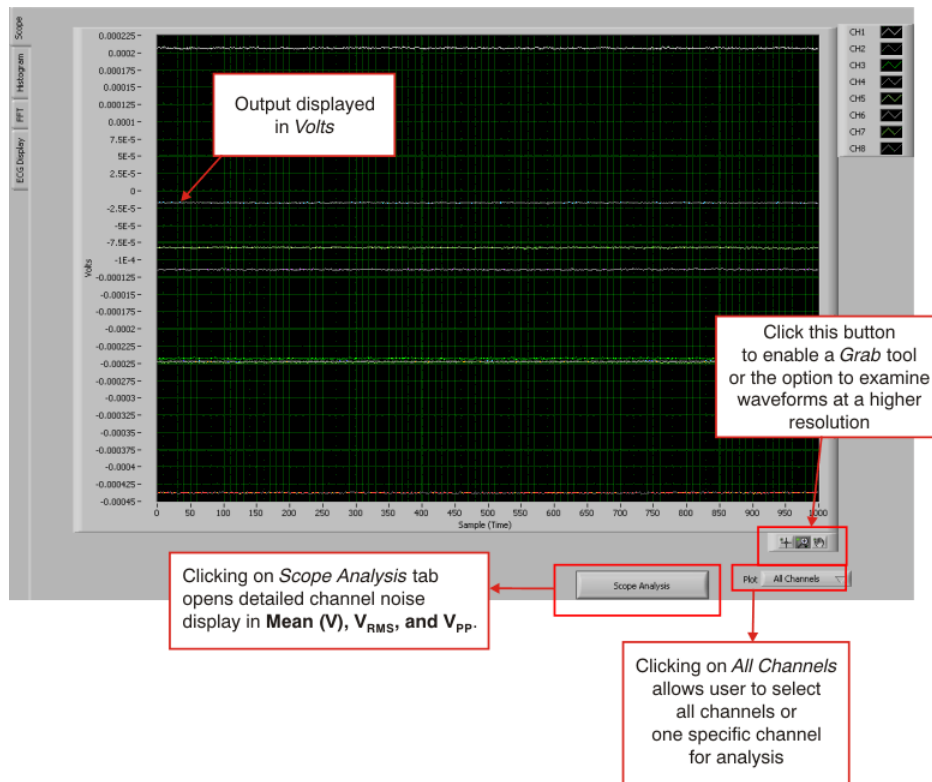 Scope
Histogram
FFT
ECG Display
0.000225
0.0002
0.000175
0.00015
0.000125
0.0001
7.5E-5
5E-5
2.5E-5
0
-2.5E-5
-5E-5
-7.5E-5
-1E-4
-0.000125
-0.00015
-0.000175
-0.0002
-0.000225
-0.00025
-0.000275
-0.0003
-0.000325
-0.00035
-0.000375
-0.0004
-0.000425
-0.00045
Volts
0 50 100 150 200 250 300 350 400 450 500 550 600 650 700 750 800 850 900 950 1000
Sample (Time)
CH1
CH2
CH3
CH4
CH5
CH6
CH7
CH8
Output displayed
in Volts
Click this button
to enable a Grab tool
or the option to examine
waveforms at a higher
resolution
Clicking on Scope Analysis tab
opens detailed channel noise
display in Mean (V), VRMS, and VPP.
Scope Analysis
Plot All Channels
Clicking on All Channels
allows user to select
all channels or
one specific channel
for analysis